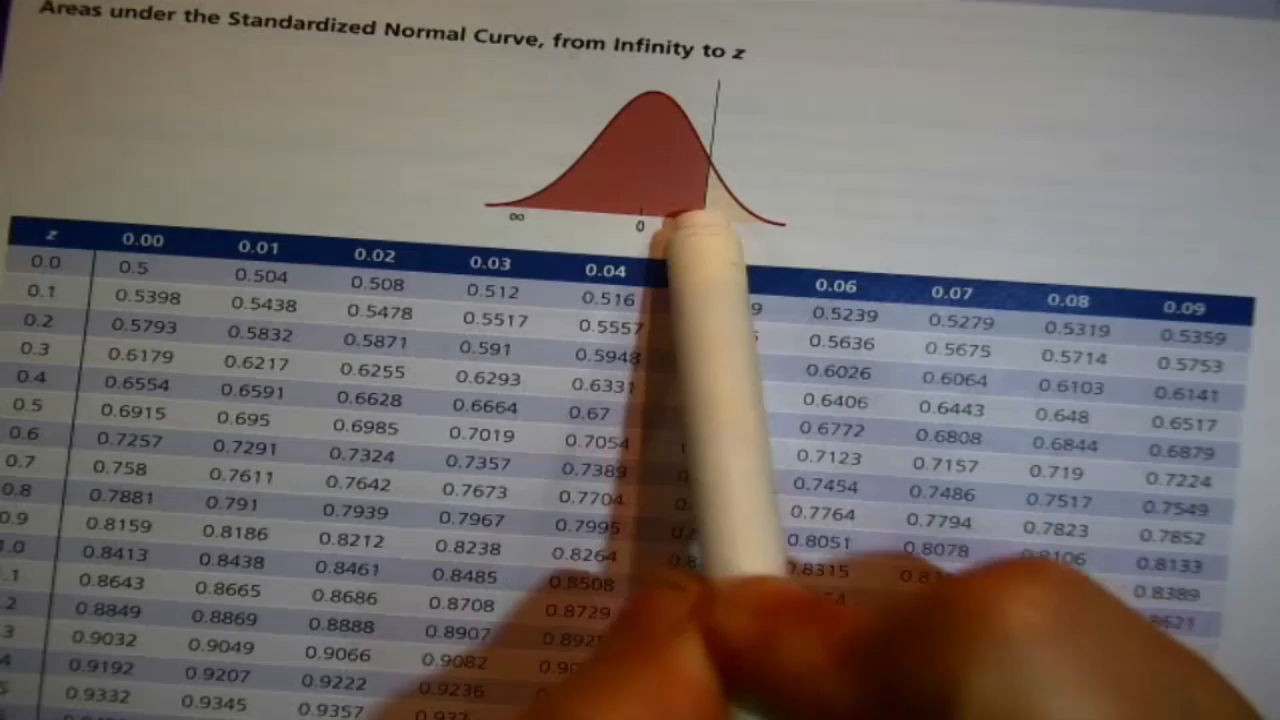 Areas under the Standardized Normal Curve, from Infinity to z
∞ 0
z 0.00 0.01 0.02 0.03 0.04 0.06 0.07 0.08 0.09
0.0 0.5 0.504 0.508 0.512 0.516 0.5239 0.5279 0.5319 0.5359
0.1 0.5398 0.5438 0.5478 0.5517 0.5557 0.5636 0.5675 0.5714 0.5753
0.2 0.5793 0.5832 0.5871 0.591 0.5948 0.6026 0.6064 0.6103 0.6141
0.3 0.6179 0.6217 0.6255 0.6293 0.6331 0.6406 0.6443 0.648 0.6517
0.4 0.6554 0.6591 0.6628 0.6664 0.67 0.6772 0.6808 0.6844 0.6879
0.5 0.6915 0.695 0.6985 0.7019 0.7054 0.7123 0.7157 0.719 0.7224
0.6 0.7257 0.7291 0.7324 0.7357 0.7389 0.7454 0.7486 0.7517 0.7549
0.7 0.758 0.7611 0.7642 0.7673 0.7704 0.7764 0.7794 0.7823 0.7852
0.8 0.7881 0.791 0.7939 0.7967 0.7995 0.8051 0.8078 0.8106 0.8133
0.9 0.8159 0.8186 0.8212 0.8238 0.8264 0.8315 0.8389
.0 0.8413 0.8438 0.8461 0.8485 0.8508 8621
.1 0.8643 0.8665 0.8686 0.8708 0.8729
2 0.8849 0.8869 0.8888 0.8907
3 0.9032 0.9049 0.9066 0.9082
4 0.9192 0.9207 0.9222 0.9236
5 0.9332 0.9345 0.9357 0.937